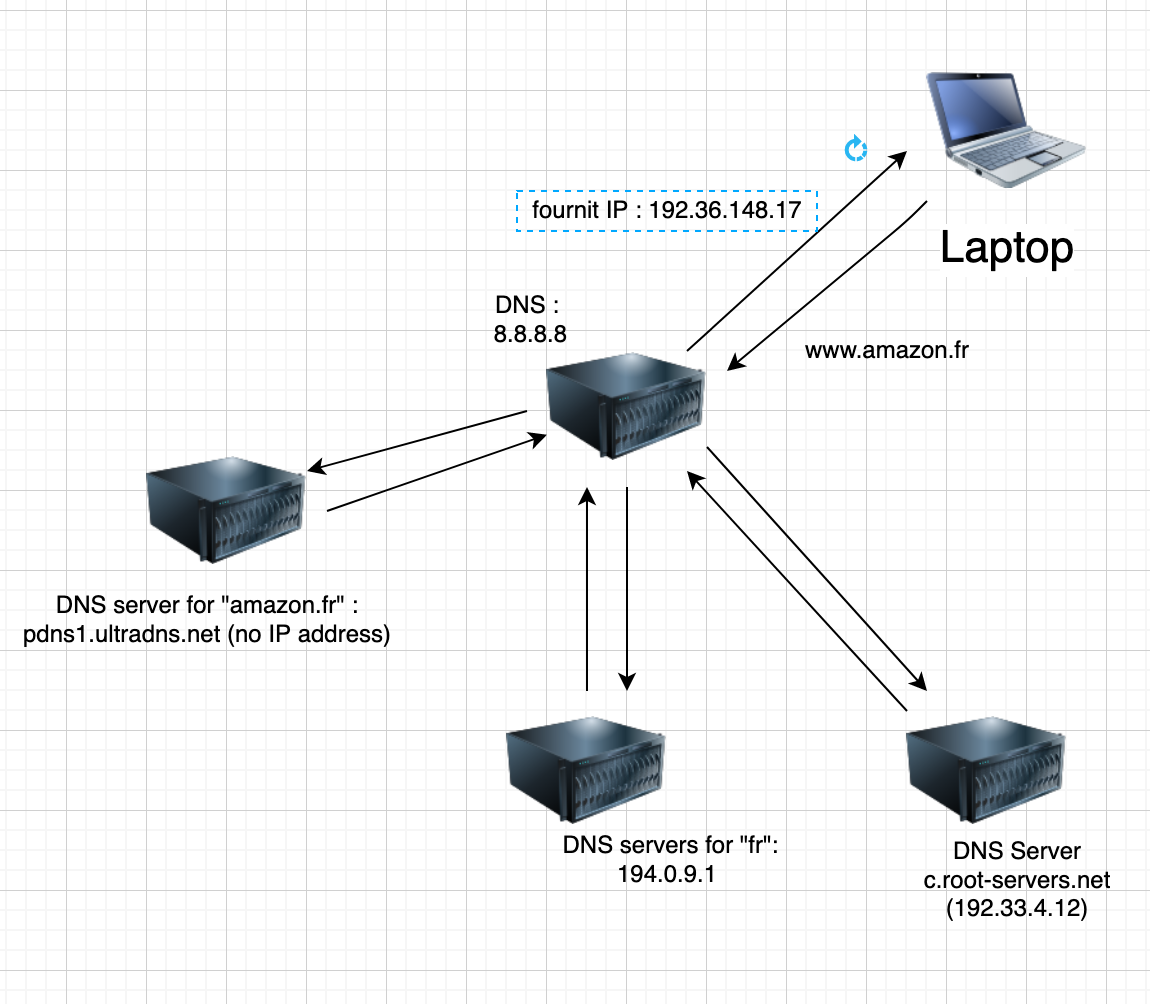 fournit IP : 192.36.148.17
Laptop
DNS :
8.8.8.8
www.amazon.fr
DNS server for "amazon.fr" :
pdns1.ultradns.net (no IP address)
DNS servers for "fr":
194.0.9.1
DNS Server
c.root-servers.net
(192.33.4.12)